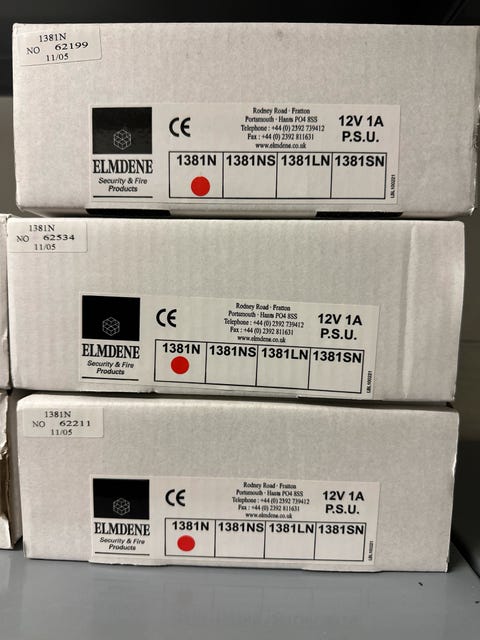 1381N
NO 62199
11/05
ELMDENE
Security & Fire
Products
CE
Rodney Road · Fratton
Portsmouth · Hants PO4 8SS
Telephone : +44 (0) 2392 739412
Fax : +44 (0) 2392 811631
www.elmdene.co.uk
12V 1A
P.S.U.
1381N 1381NS 1381LN 1381SN
LBL100221
1381N
NO 62534
11/05
ELMDENE
Security & Fire
Products
CE
Rodney Road · Fratton
Portsmouth · Hants PO4 8SS
Telephone : +44 (0) 2392 739412
Fax : +44 (0) 2392 811631
www.elmdene.co.uk
12V 1A
P.S.U.
1381N 1381NS 1381LN 1381SN
LBL100221
1381N
NO 62211
11/05
ELMDENE
Security & Fire
Products
CE
Rodney Road · Fratton
Portsmouth · Hants PO4 8SS
Telephone : +44 (0) 2392 739412
Fax : +44 (0) 2392 811631
www.elmdene.co.uk
12V 1A
P.S.U.
1381N 1381NS 1381LN 1381SN
LBL100221